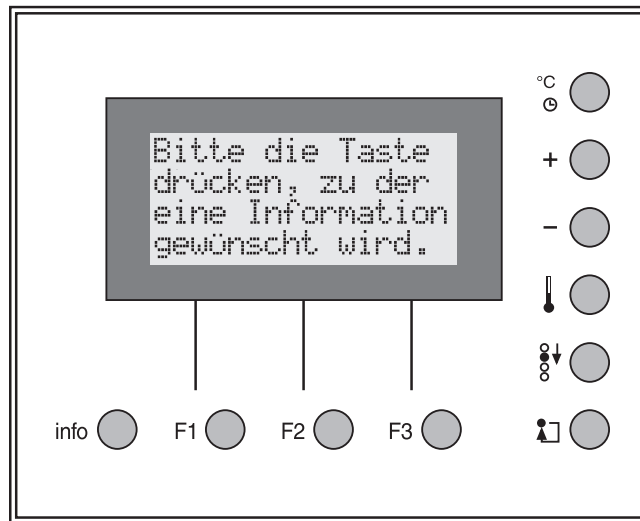 Bitte die Taste
drücken, zu der
eine Information
gewünscht wird.
°C
+
−
info
F1
F2
F3